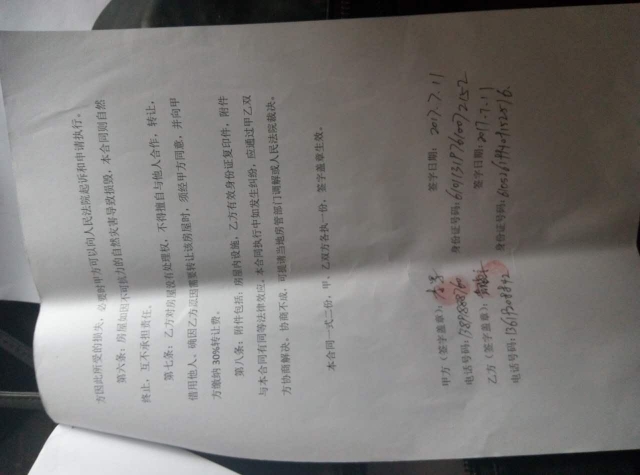 方因此所受的损失，必要时甲方可以向人民法院起诉和申请执行。
第六条：房屋如因不可抗力的自然灾害导致损毁，本合同则自然
终止，互不承担责任。
第七条：乙方对房屋没有处理权，不得擅自与他人合作，转让，
借用他人，确因乙方范围需要转让该房屋时，须经甲方同意，并向甲
方缴纳30%转让费。
第八条：附件包括：房屋内设施，乙方有效身份证复印件，附件
与本合同有同等法律效应。本合同执行中如发生纠纷，应通过甲乙双
方协商解决，协商不成，可提请当地房管部门调解或人民法院裁决。
本合同一式二份，甲、乙双方各执一份，签字盖章生效。
甲方（签字盖章）： 签字日期：2017.7.11
电话号码： 身份证号码：
乙方（签字盖章）： 签字日期：2017.7.11
电话号码： 身份证号码：